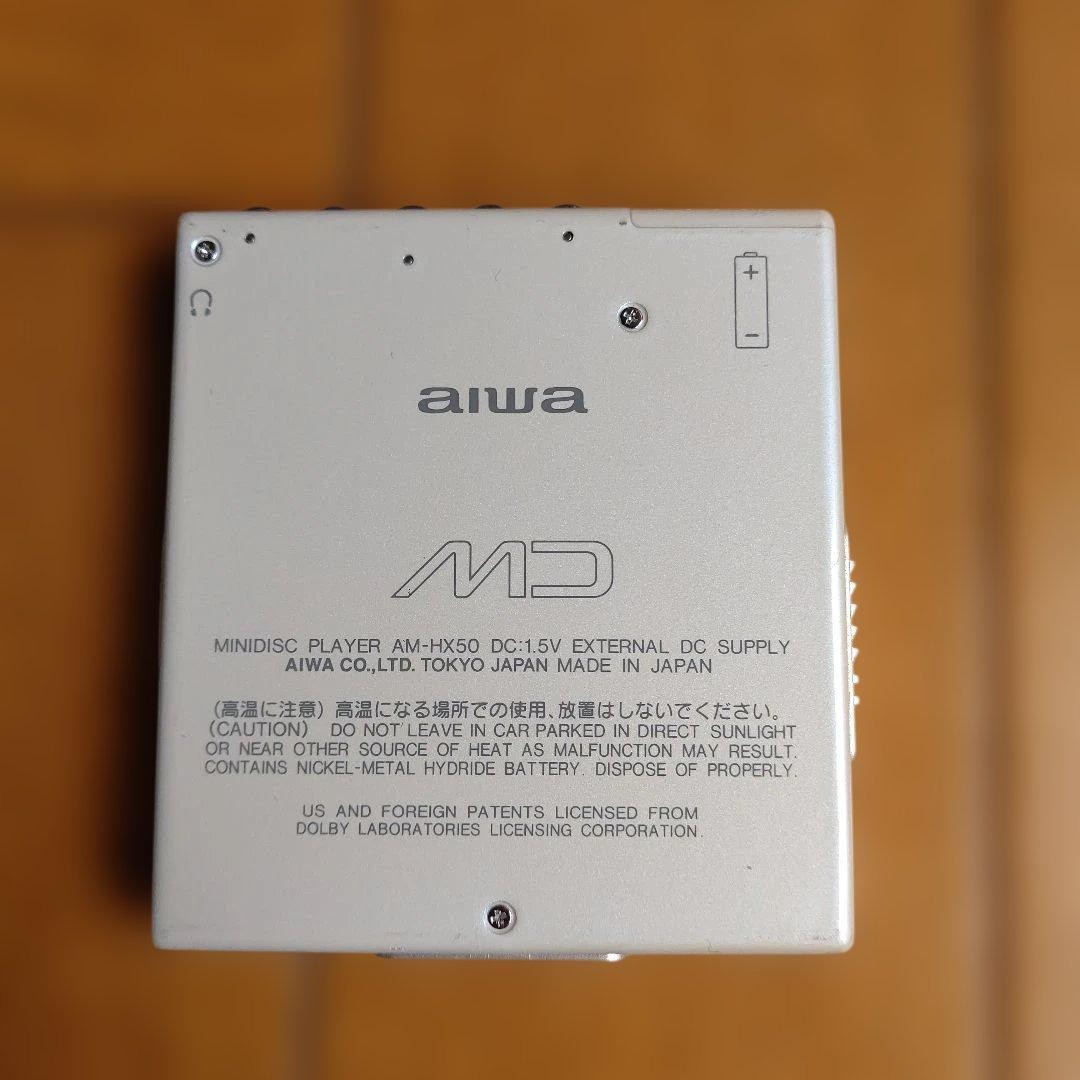 +
-
aiwa
MD
MINIDISC PLAYER AM-HX50 DC:1.5V EXTERNAL DC SUPPLY
AIWA CO.,LTD. TOKYO JAPAN MADE IN JAPAN
(高温に注意) 高温になる場所での使用、放置はしないでください。
(CAUTION) DO NOT LEAVE IN CAR PARKED IN DIRECT SUNLIGHT
OR NEAR OTHER SOURCE OF HEAT AS MALFUNCTION MAY RESULT.
CONTAINS NICKEL-METAL HYDRIDE BATTERY. DISPOSE OF PROPERLY.
US AND FOREIGN PATENTS LICENSED FROM
DOLBY LABORATORIES LICENSING CORPORATION.